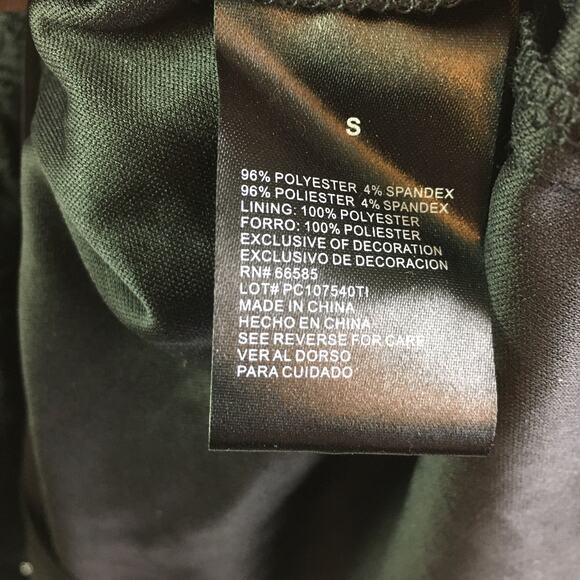 S
96% POLYESTER 4% SPANDEX
96% POLIESTER 4% SPANDEX
LINING: 100% POLYESTER
FORRO: 100% POLIESTER
EXCLUSIVE OF DECORATION
EXCLUSIVO DE DECORACION
RN# 66585
LOT# PC107540TI
MADE IN CHINA
HECHO EN CHINA
SEE REVERSE FOR CARE
VER AL DORSO
PARA CUIDADO